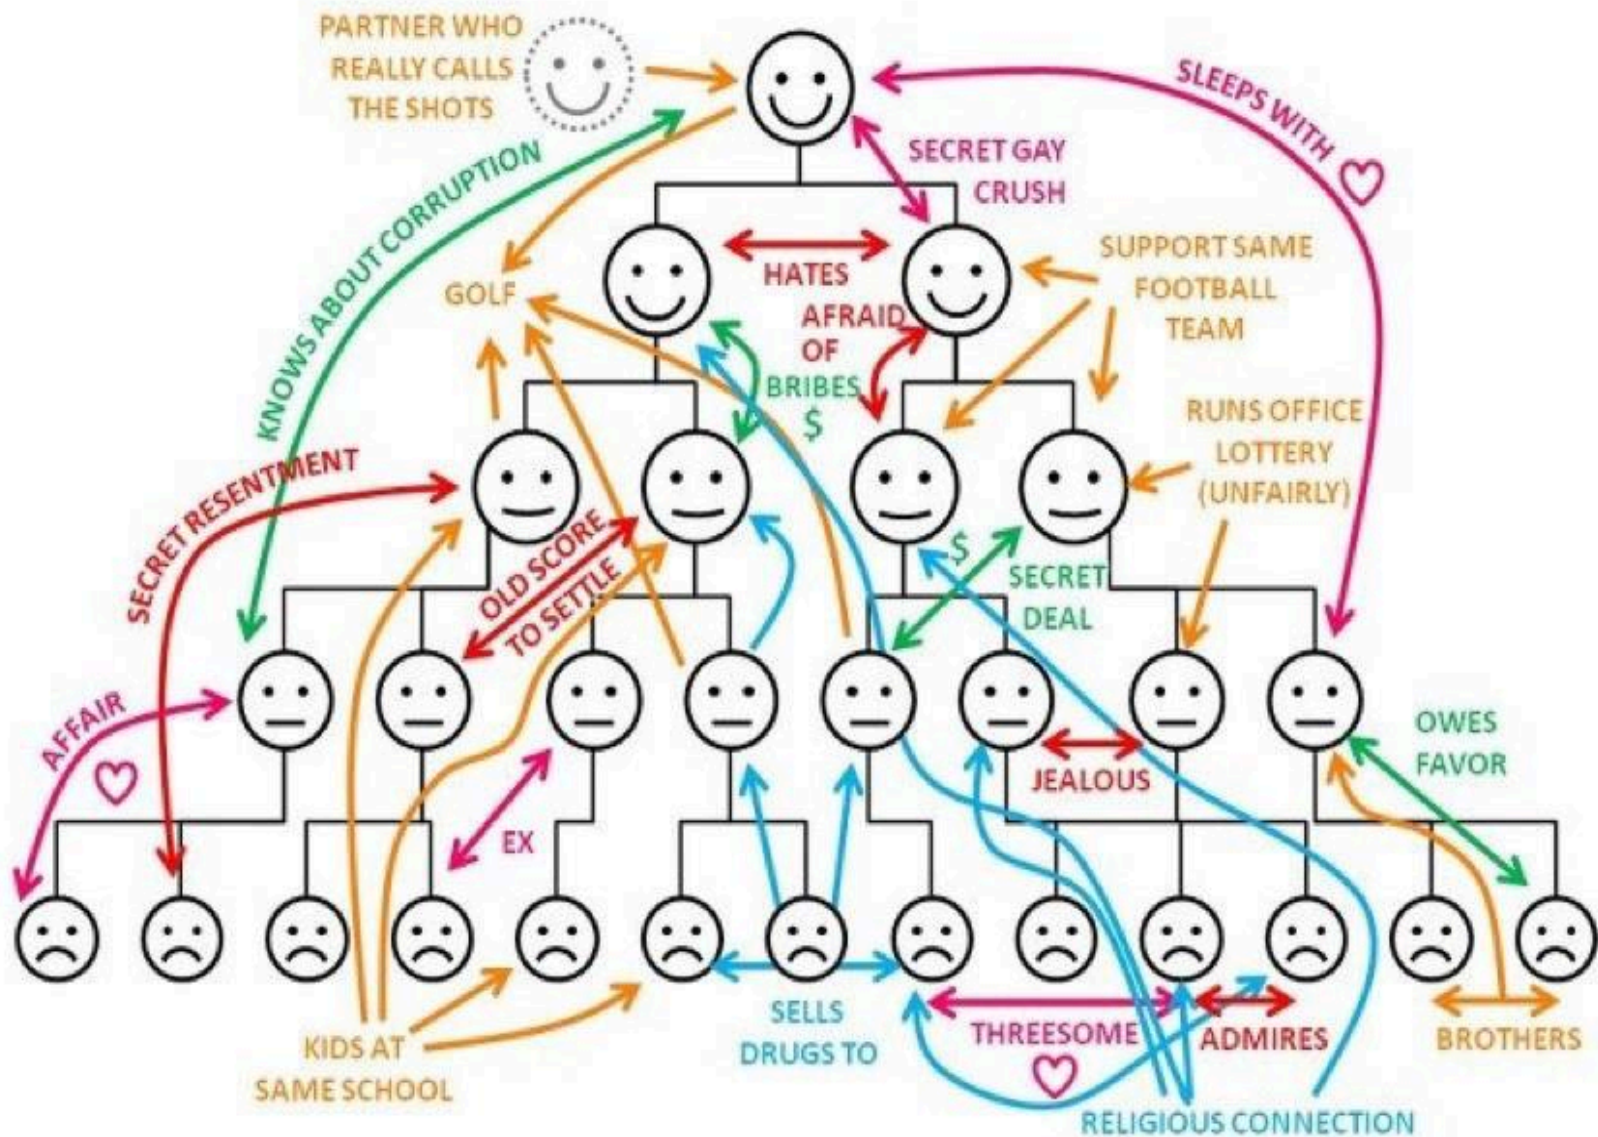 PARTNER WHO
REALLY CALLS
THE SHOTS
SLEEPS WITH
SECRET GAY
CRUSH
KNOWS ABOUT CORRUPTION
HATES
GOLF
SUPPORT SAME
FOOTBALL
TEAM
AFRAID
OF
BRIBES
$
RUNS OFFICE
LOTTERY
(UNFAIRLY)
SECRET RESENTMENT
OLD SCORE
TO SETTLE
$
SECRET
DEAL
AFFAIR
OWES
FAVOR
JEALOUS
EX
SELLS
DRUGS TO
THREESOME
ADMIRES
BROTHERS
KIDS AT
SAME SCHOOL
RELIGIOUS CONNECTION